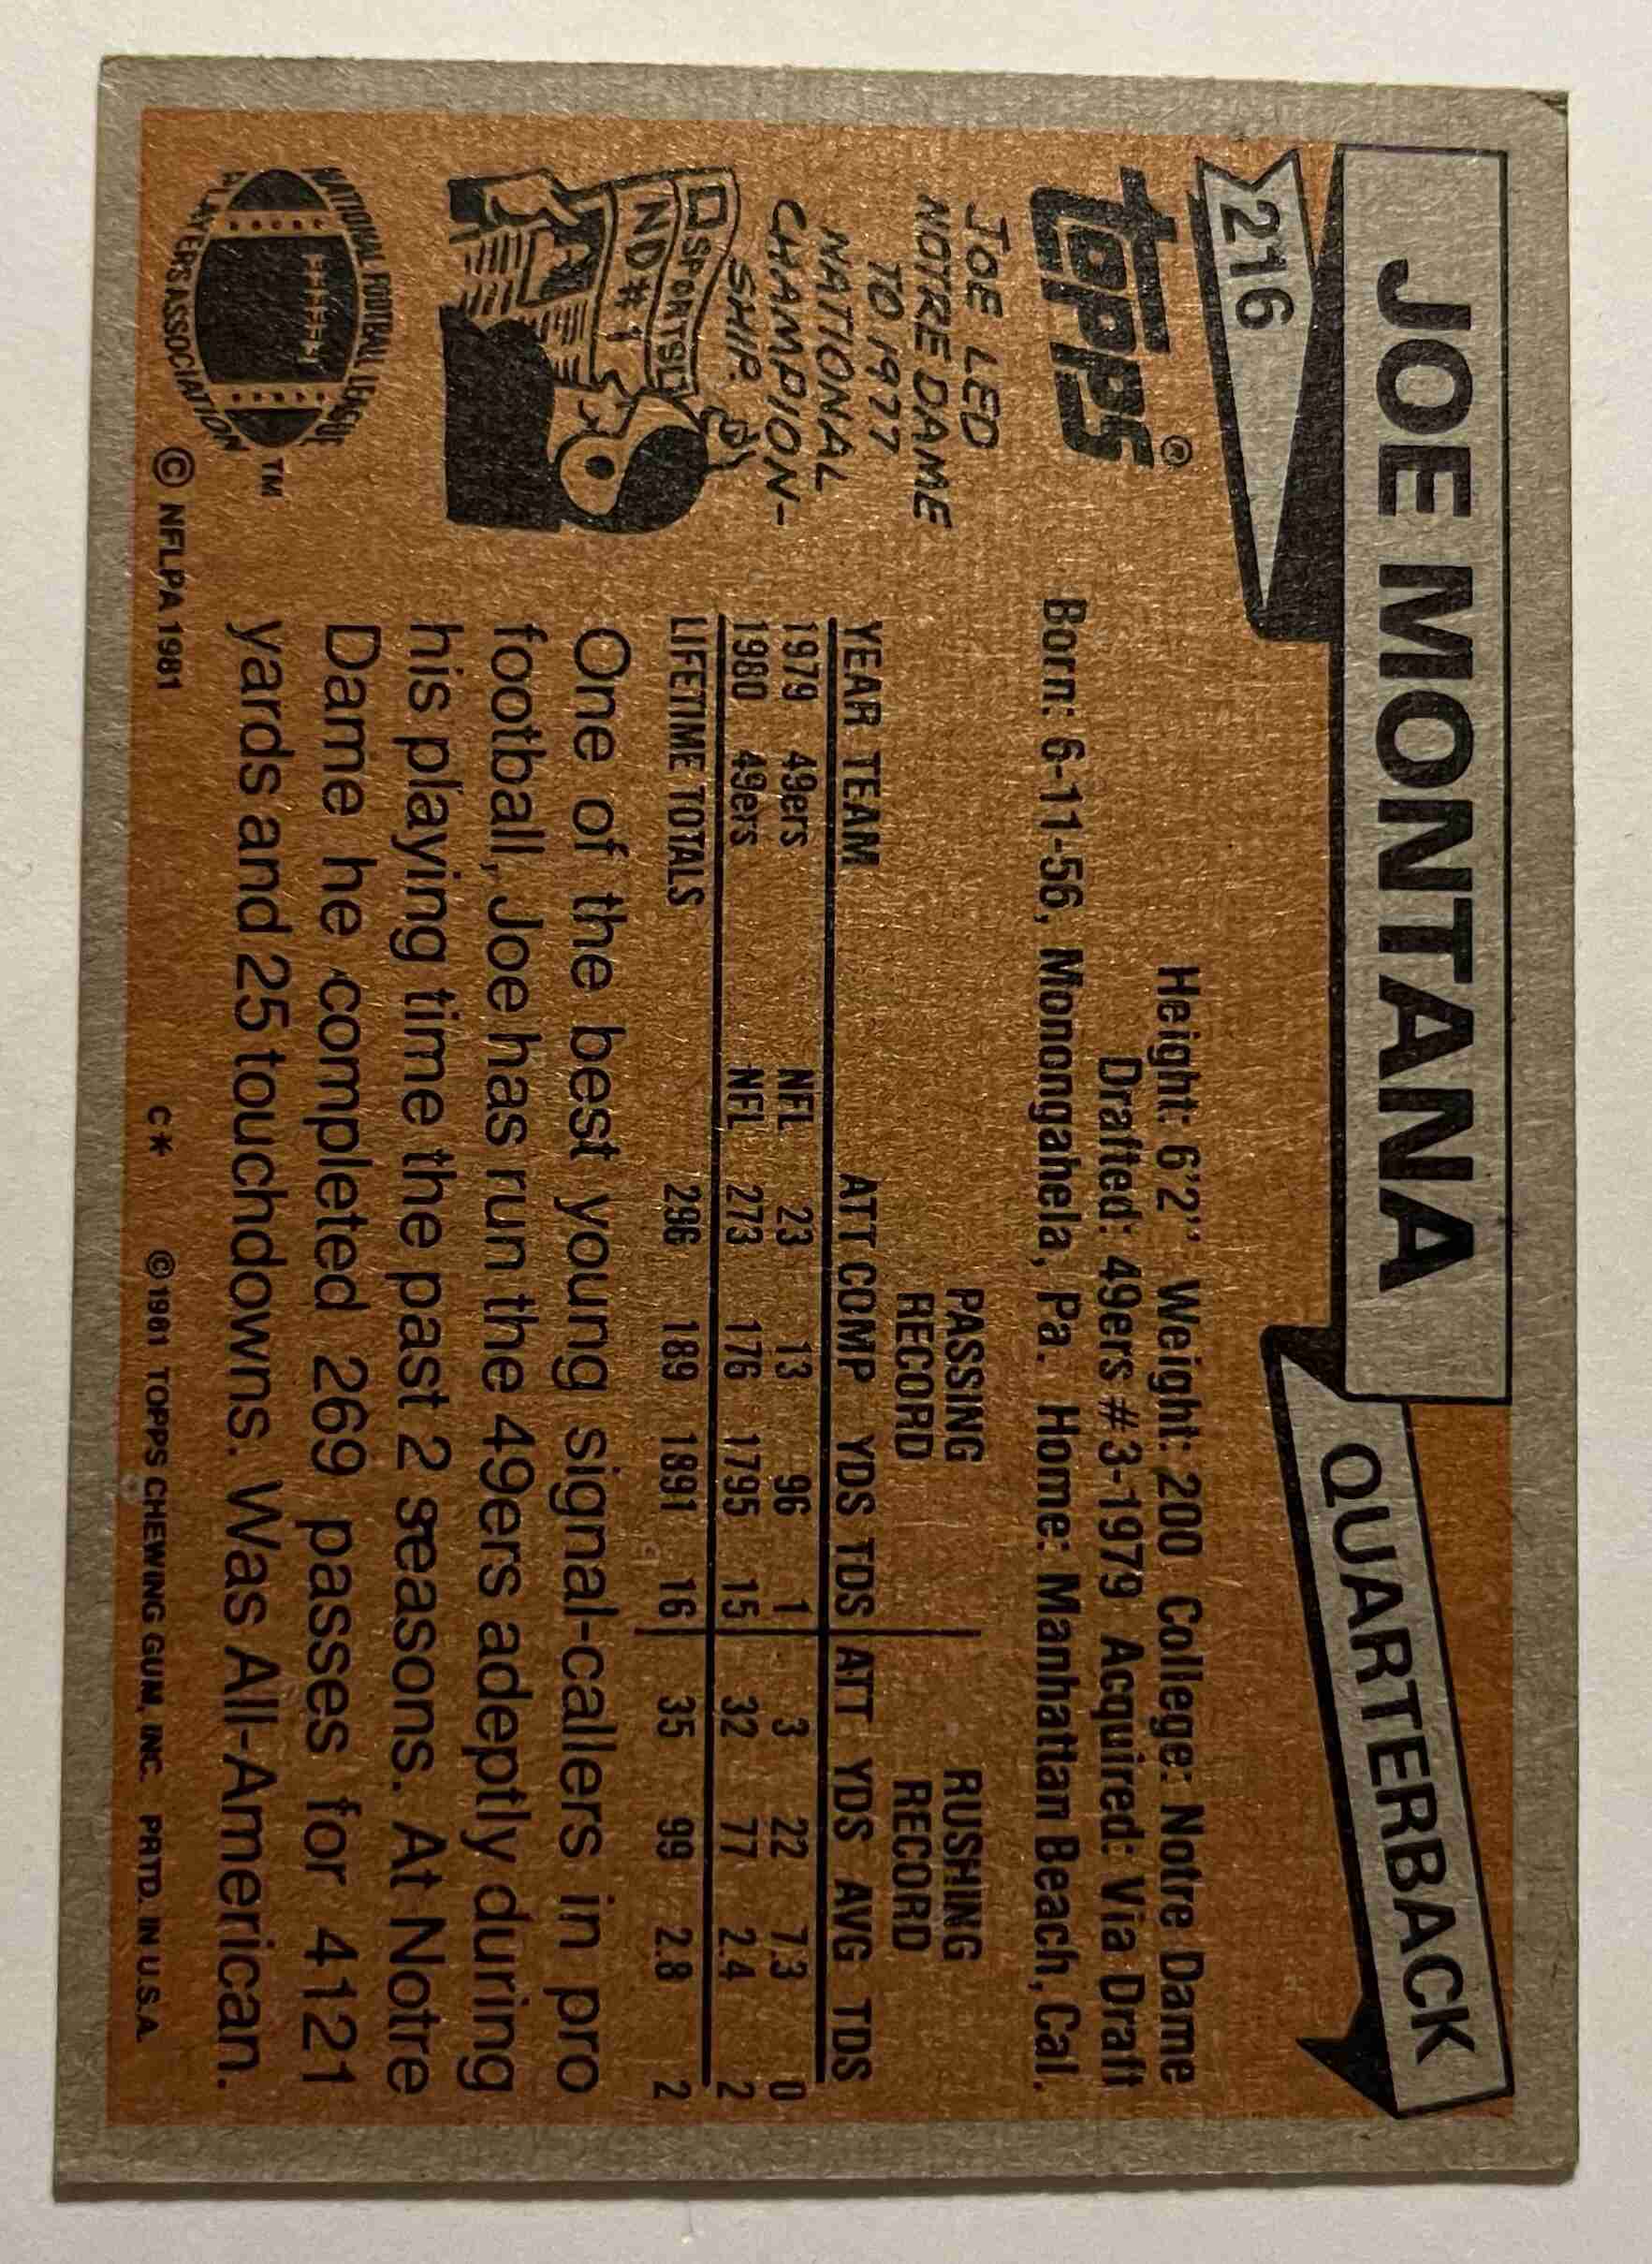 JOE MONTANA
QUARTERBACK
216
TOPPS®
Height: 6'2" Weight: 200 College: Notre Dame
Drafted: 49ers #3-1979 Acquired: Via Draft
Born: 6-11-56, Monongahela, Pa. Home: Manhattan Beach, Cal.
JOE LED
NOTRE DAME
TO 1977
NATIONAL
CHAMPION-
SHIP.
SPORTS
ND #1
PASSING RUSHING
RECORD RECORD
YEAR TEAM ATT COMP YDS TDS ATT YDS AVG TDS
1979 49ers NFL 23 13 96 1 3 22 7.3 0
1980 49ers NFL 273 176 1795 15 32 77 2.4 2
LIFETIME TOTALS 296 189 1891 16 35 99 2.8 2
One of the best young signal-callers in pro
football, Joe has run the 49ers adeptly during
his playing time the past 2 seasons. At Notre
Dame he completed 269 passes for 4121
yards and 25 touchdowns. Was All-American.
NATIONAL FOOTBALL LEAGUE
PLAYERS ASSOCIATION
TM
© NFLPA 1981
C*
© 1981 TOPPS CHEWING GUN, INC. PRTD. IN U.S.A.